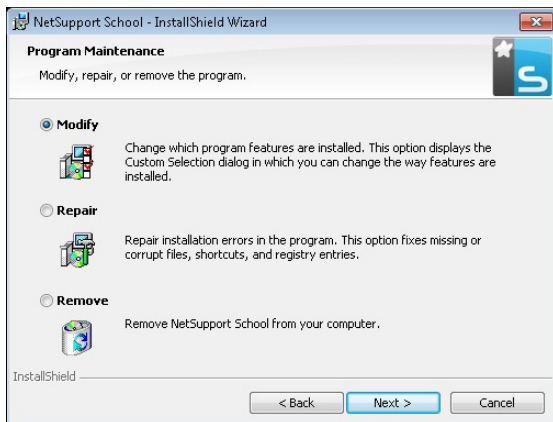 NetSupport School - InstallShield Wizard
Program Maintenance
Modify, repair, or remove the program.
S
Modify
Change which program features are installed. This option displays the
Custom Selection dialog in which you can change the way features are
installed.
Repair
Repair installation errors in the program. This option fixes missing or
corrupt files, shortcuts, and registry entries.
Remove
Remove NetSupport School from your computer.
InstallShield
< Back
Next >
Cancel